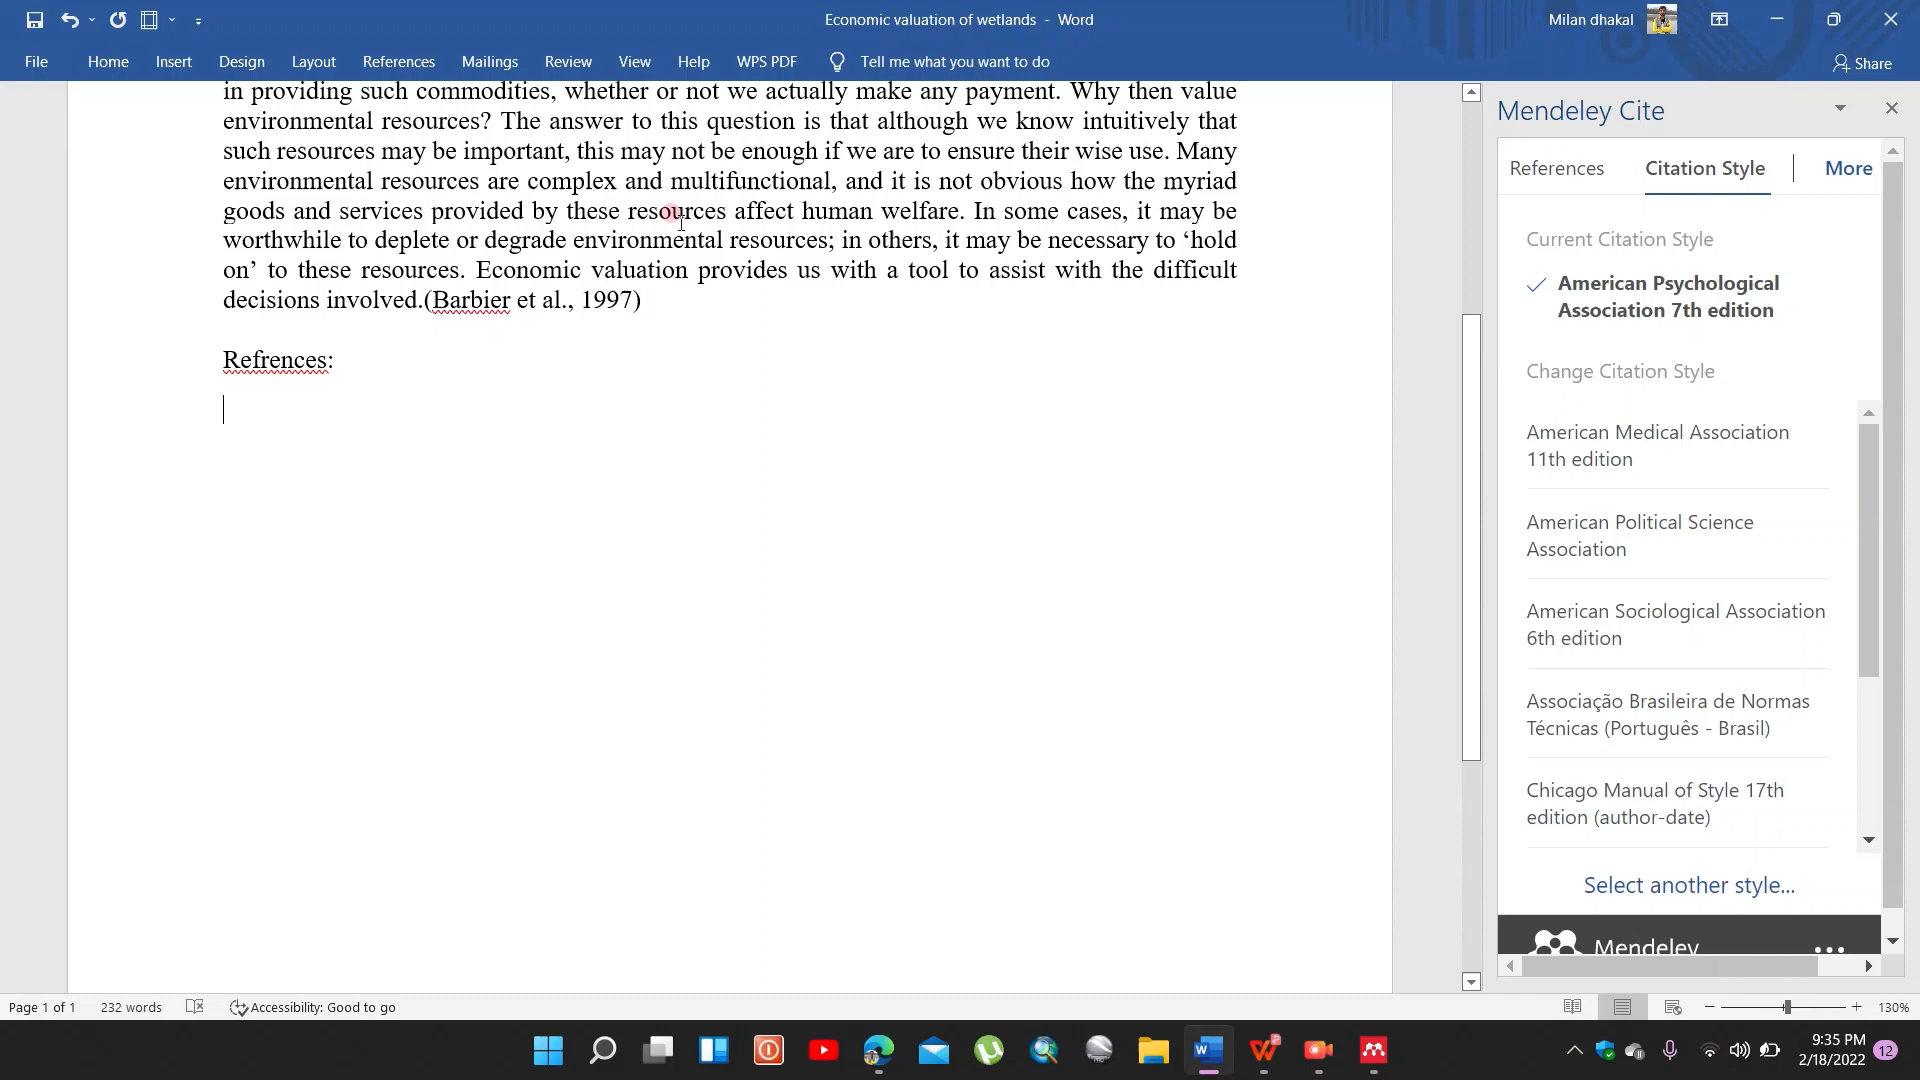 Economic valuation of wetlands - Word
Milan dhakal
File Home Insert Design Layout References Mailings Review View Help WPS PDF Tell me what you want to do Share
in providing such commodities, whether or not we actually make any payment. Why then value
environmental resources? The answer to this question is that although we know intuitively that
such resources may be important, this may not be enough if we are to ensure their wise use. Many
environmental resources are complex and multifunctional, and it is not obvious how the myriad
goods and services provided by these resources affect human welfare. In some cases, it may be
worthwhile to deplete or degrade environmental resources; in others, it may be necessary to ‘hold
on’ to these resources. Economic valuation provides us with a tool to assist with the difficult
decisions involved.(Barbier et al., 1997)
Refrences:
Mendeley Cite
References Citation Style More
Current Citation Style
American Psychological
Association 7th edition
Change Citation Style
American Medical Association
11th edition
American Political Science
Association
American Sociological Association
6th edition
Associação Brasileira de Normas
Técnicas (Português - Brasil)
Chicago Manual of Style 17th
edition (author-date)
Select another style...
Mendeley
Page 1 of 1 232 words Accessibility: Good to go 130%
9:35 PM
2/18/2022
12